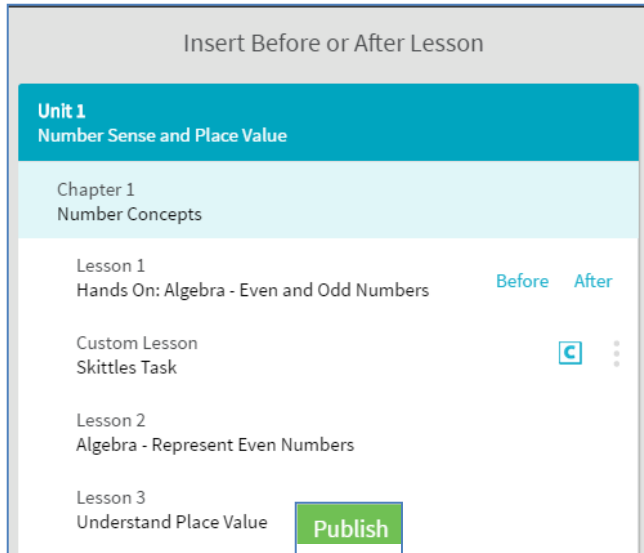 Insert Before or After Lesson
Unit 1
Number Sense and Place Value
Chapter 1
Number Concepts
Lesson 1
Hands On: Algebra - Even and Odd Numbers
Before After
Custom Lesson
Skittles Task
C
Lesson 2
Algebra - Represent Even Numbers
Lesson 3
Understand Place Value
Publish